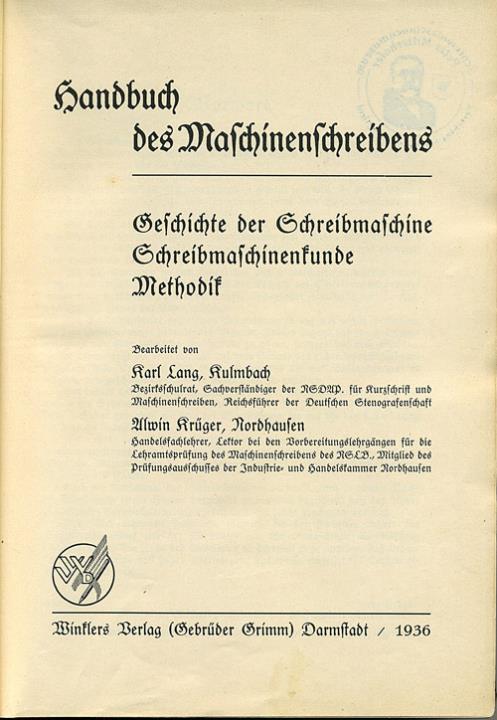 Handbuch
des Maschinenschreibens
Geschichte der Schreibmaschine
Schreibmaschinenkunde
Methodik
Bearbeitet von
Karl Lang, Kulmbach
Bezirksschulrat, Sachverständiger der NSDAP. für Kurzschrift und
Maschinenschreiben, Reichsführer der Deutschen Stenografenschaft
Alwin Krüger, Nordhausen
Handelsfachlehrer, Lektor bei den Vorbereitungslehrgängen für die
Lehramtsprüfung des Maschinenschreibens des NSLB., Mitglied des
Prüfungsausschusses der Industrie- und Handelskammer Nordhausen
WVD
Winklers Verlag (Gebrüder Grimm) Darmstadt / 1936